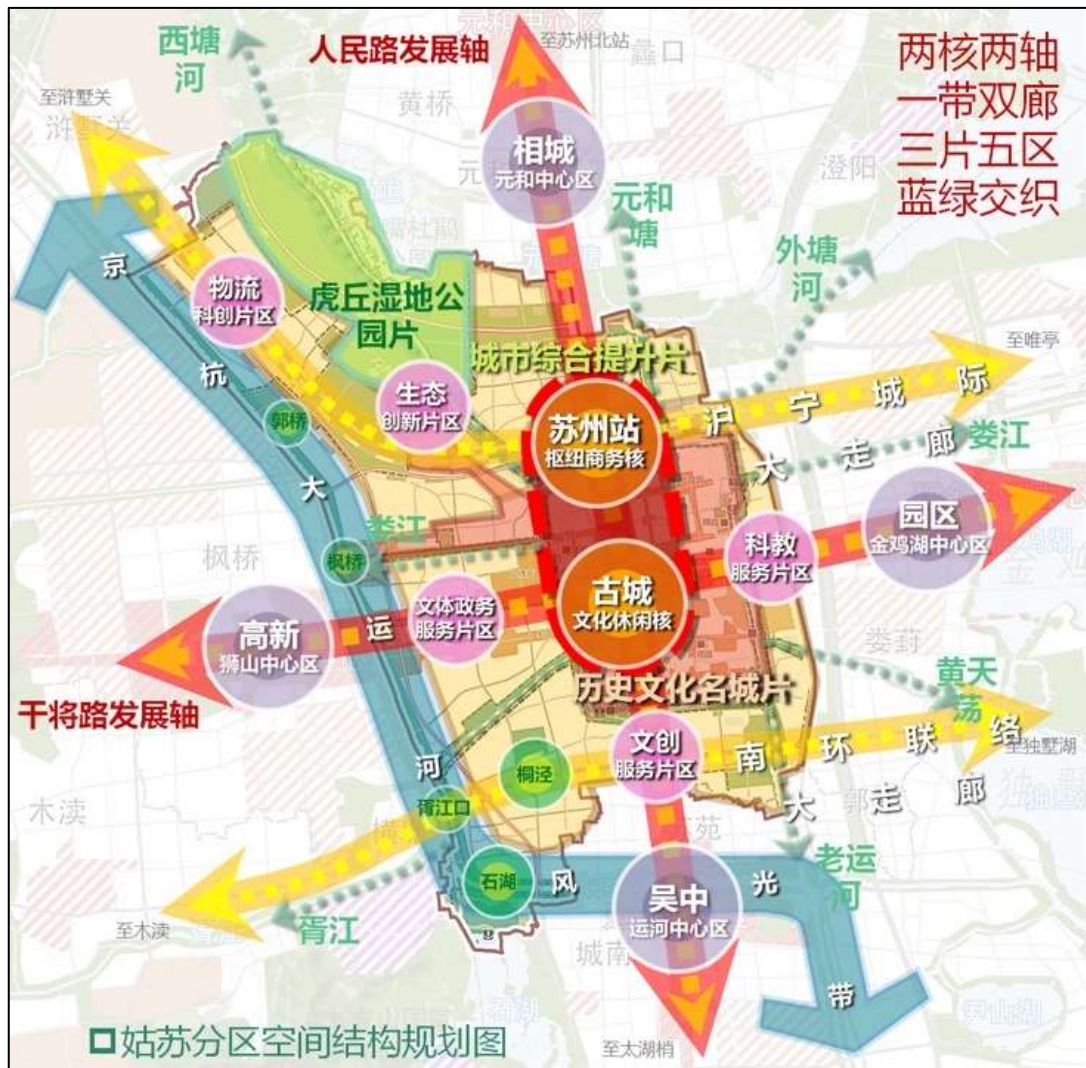 西塘
河
人民路发展轴
至苏州北站
蠡口
两核两轴
一带双廊
三片五区
蓝绿交织
至浒墅关
浒墅关
黄桥
相城
元和中心区
澄阳
元和
塘
外塘
河
京
杭
大
运
河
风
光
带
物流
科创片区
虎丘湿地公
园片
城市综合提升片
至唯亭
生态
创新片区
苏州站
枢纽商务核
沪宁城际
大走廊
娄江
郭桥
枫桥
娄江
枫桥
园区
金鸡湖中心区
科教
服务片区
文体政务
服务片区
古城
文化休闲核
高新
狮山中心区
娄葑
干将路发展轴
历史文化名城片
黄天
荡
文创
服务片区
南环联络
大走廊
至独墅湖
桐泾
胥江口
木渎
石湖
吴中
运河中心区
老运
河
至木渎
胥江
城南
尹山湖
至太湖梢
姑苏分区空间结构规划图